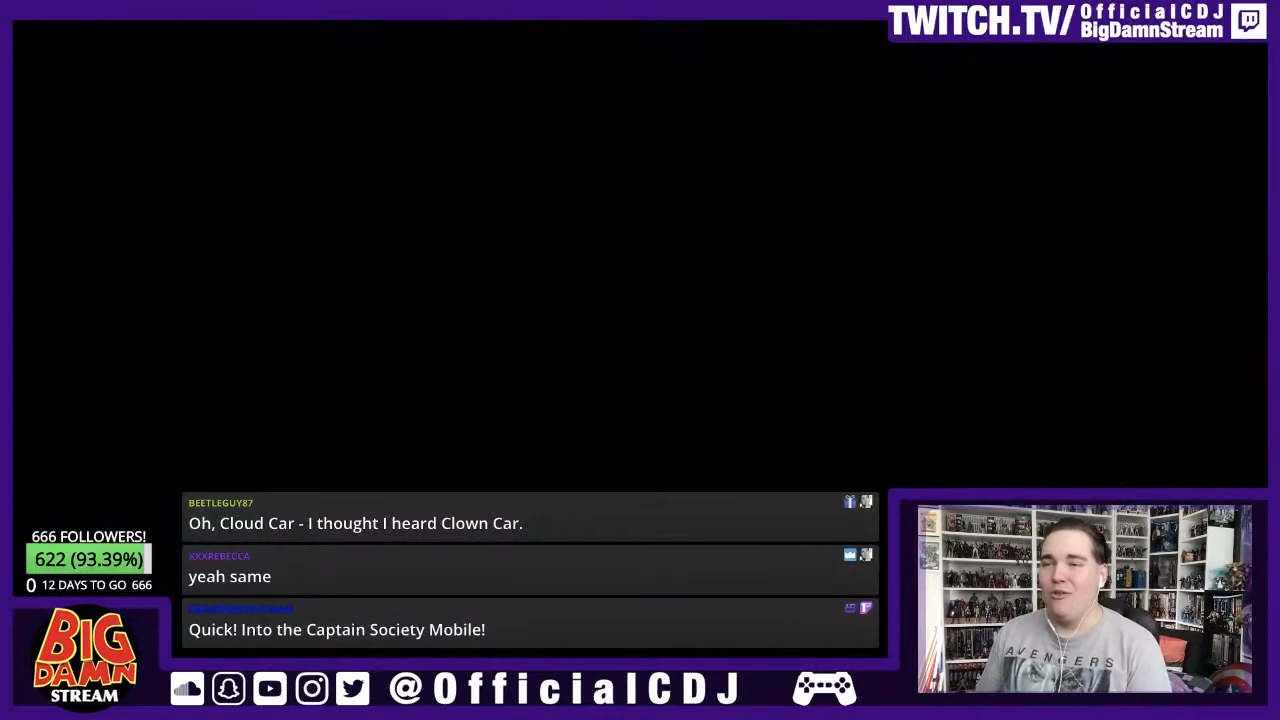 TWITCH.TV/ OfficialCDJ
BigDamnStream
BEETLEGUY87
Oh, Cloud Car - I thought I heard Clown Car.
XXXREBECCA
yeah same
Quick! Into the Captain Society Mobile!
666 FOLLOWERS!
622 (93.39%)
0 12 DAYS TO GO 666
BIG
DAMN
STREAM
@OfficialCDJ
AVENGERS